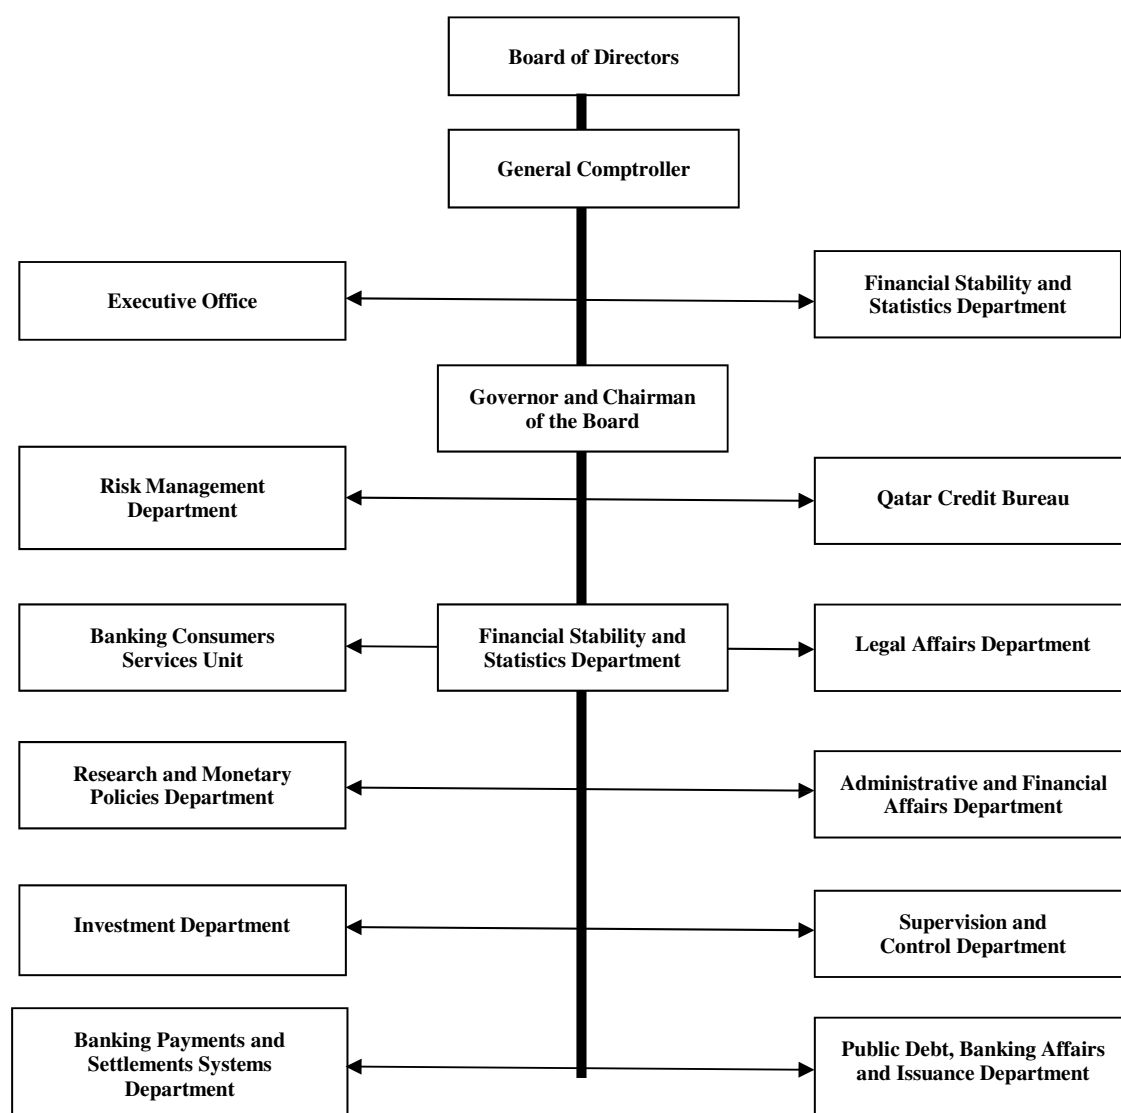 Board of Directors
General Comptroller
Executive Office
Financial Stability and
Statistics Department
Governor and Chairman
of the Board
Risk Management
Department
Qatar Credit Bureau
Banking Consumers
Services Unit
Financial Stability and
Statistics Department
Legal Affairs Department
Research and Monetary
Policies Department
Administrative and Financial
Affairs Department
Investment Department
Supervision and
Control Department
Banking Payments and
Settlements Systems
Department
Public Debt, Banking Affairs
and Issuance Department